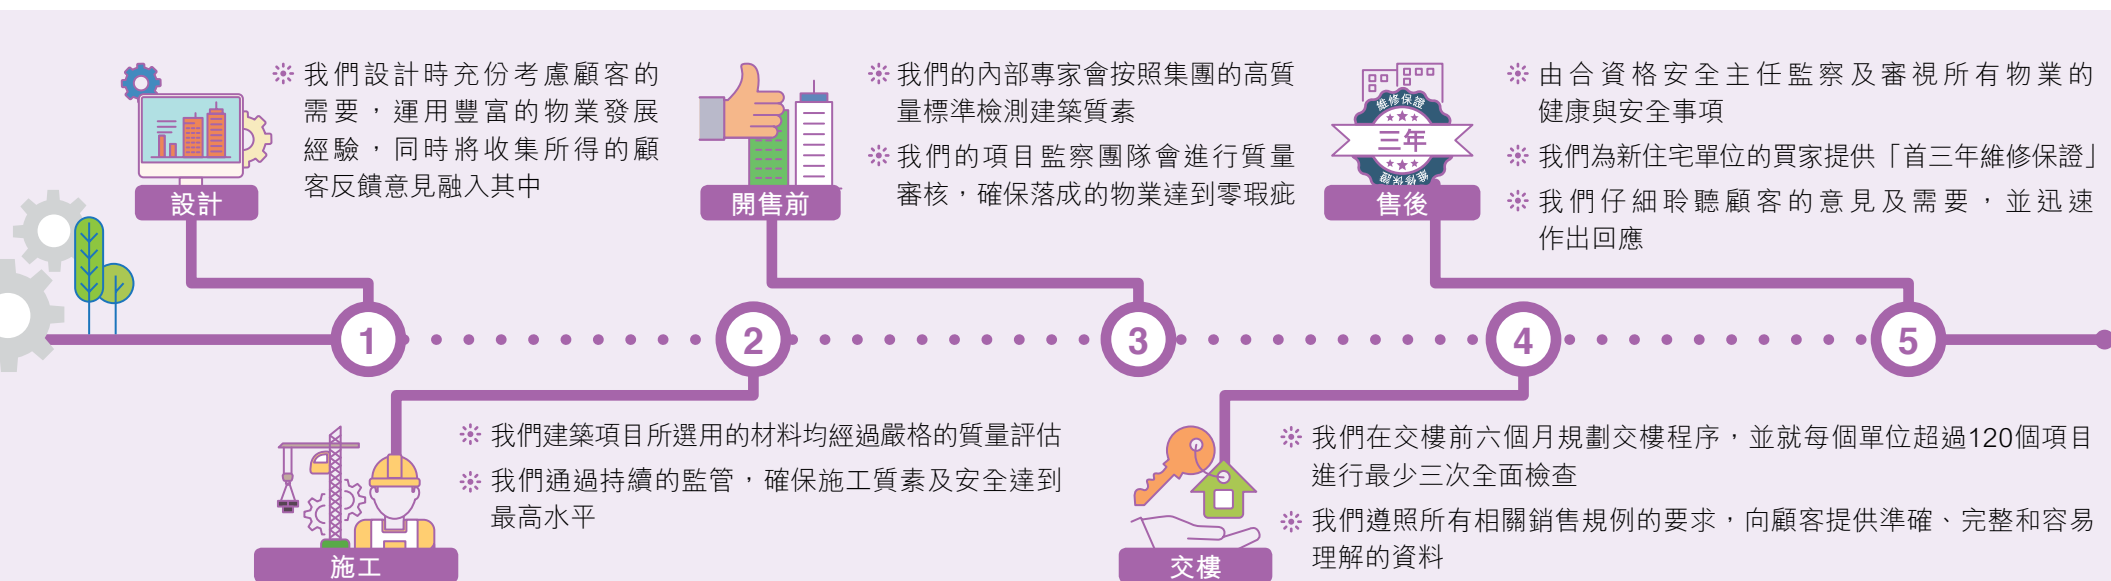 設計
我們設計時充份考慮顧客的
需要，運用豐富的物業發展
經驗，同時將收集所得的顧
客反饋意見融入其中
開售前
我們的內部專家會按照集團的高質
量標準檢測建築質素
我們的項目監察團隊會進行質量
審核，確保落成的物業達到零瑕疵
維修保證
三年
維修保證
售後
由合資格安全主任監察及審視所有物業的
健康與安全事項
我們為新住宅單位的買家提供「首三年維修保證」
我們仔細聆聽顧客的意見及需要，並迅速
作出回應
1
2
3
4
5
施工
我們建築項目所選用的材料均經過嚴格的質量評估
我們通過持續的監管，確保施工質素及安全達到
最高水平
交樓
我們在交樓前六個月規劃交樓程序，並就每個單位超過120個項目
進行最少三次全面檢查
我們遵照所有相關銷售規例的要求，向顧客提供準確、完整和容易
理解的資料